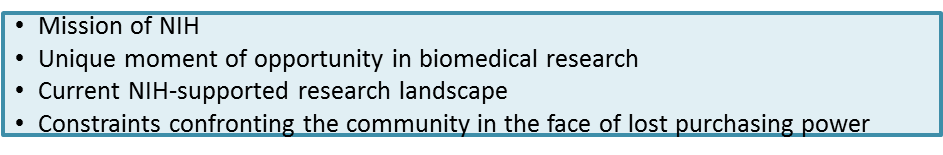 • Mission of NIH
• Unique moment of opportunity in biomedical research
• Current NIH-supported research landscape
• Constraints confronting the community in the face of lost purchasing power